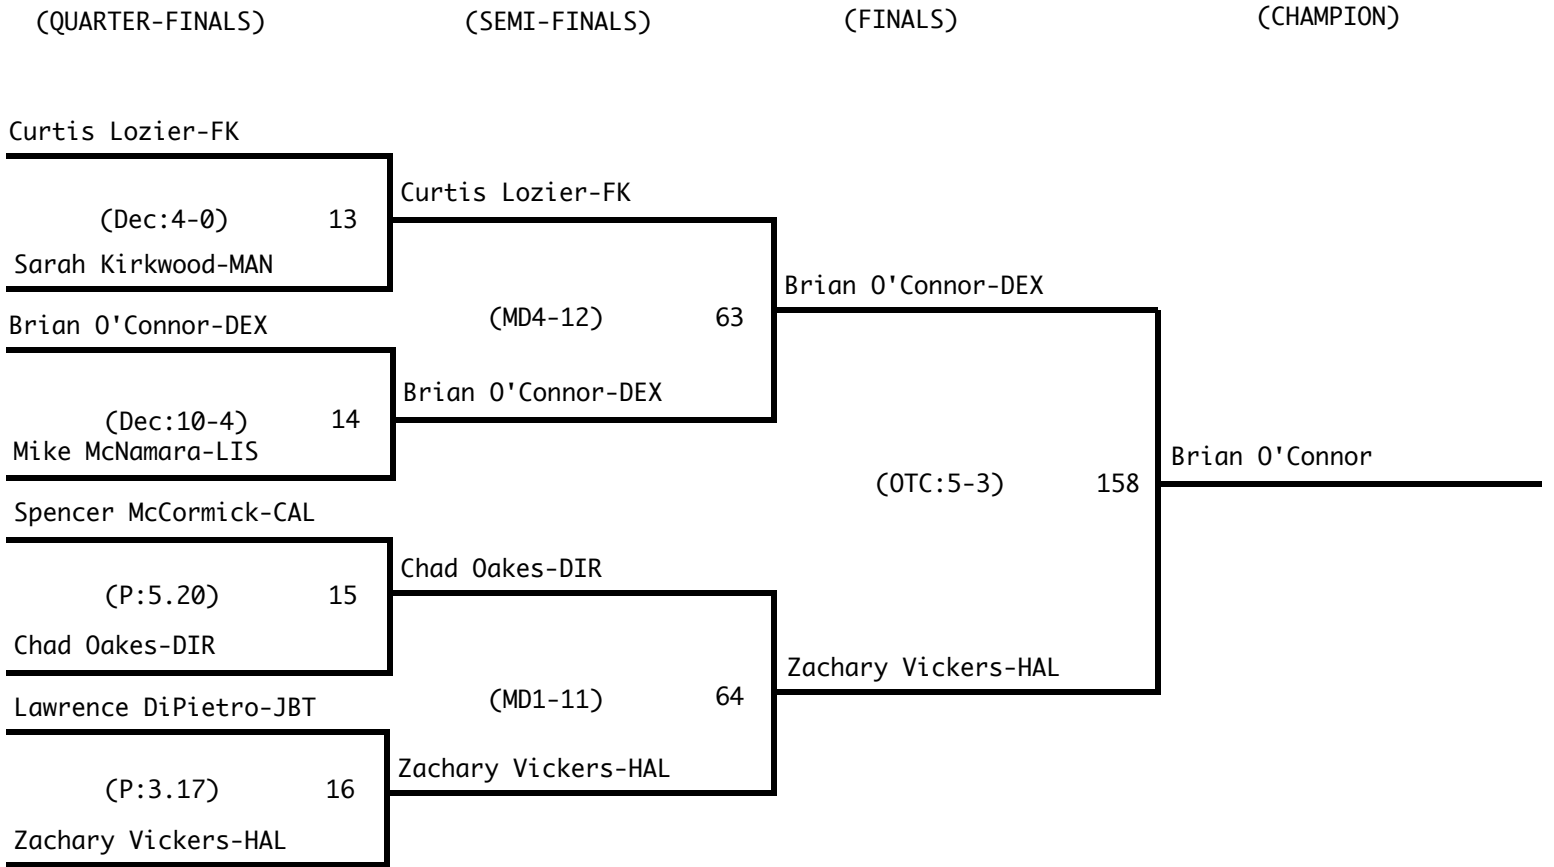 (QUARTER-FINALS) (SEMI-FINALS) (FINALS) (CHAMPION)
Curtis Lozier-FK
(Dec:4-0) 13
Sarah Kirkwood-MAN
Brian O'Connor-DEX
(Dec:10-4) 14
Mike McNamara-LIS
Spencer McCormick-CAL
(P:5.20) 15
Chad Oakes-DIR
Lawrence DiPietro-JBT
(P:3.17) 16
Zachary Vickers-HAL
Curtis Lozier-FK
(MD4-12) 63
Brian O'Connor-DEX
Chad Oakes-DIR
(MD1-11) 64
Zachary Vickers-HAL
Brian O'Connor-DEX
(OTC:5-3) 158
Zachary Vickers-HAL
Brian O'Connor